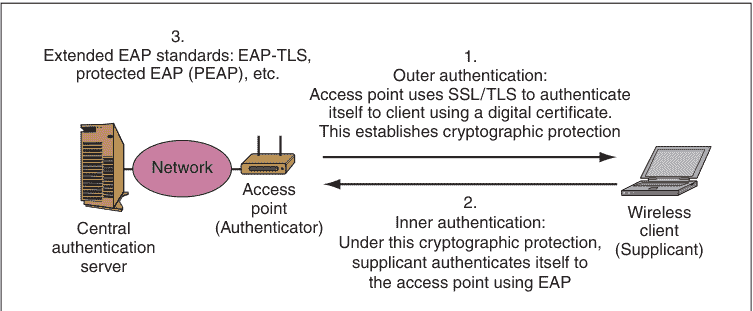 3.
Extended EAP standards: EAP-TLS,
protected EAP (PEAP), etc.
1.
Outer authentication:
Access point uses SSL/TLS to authenticate
itself to client using a digital certificate.
This establishes cryptographic protection
Network
Central
authentication
server
Access
point
(Authenticator)
2.
Inner authentication:
Under this cryptographic protection,
supplicant authenticates itself to
the access point using EAP
Wireless
client
(Supplicant)